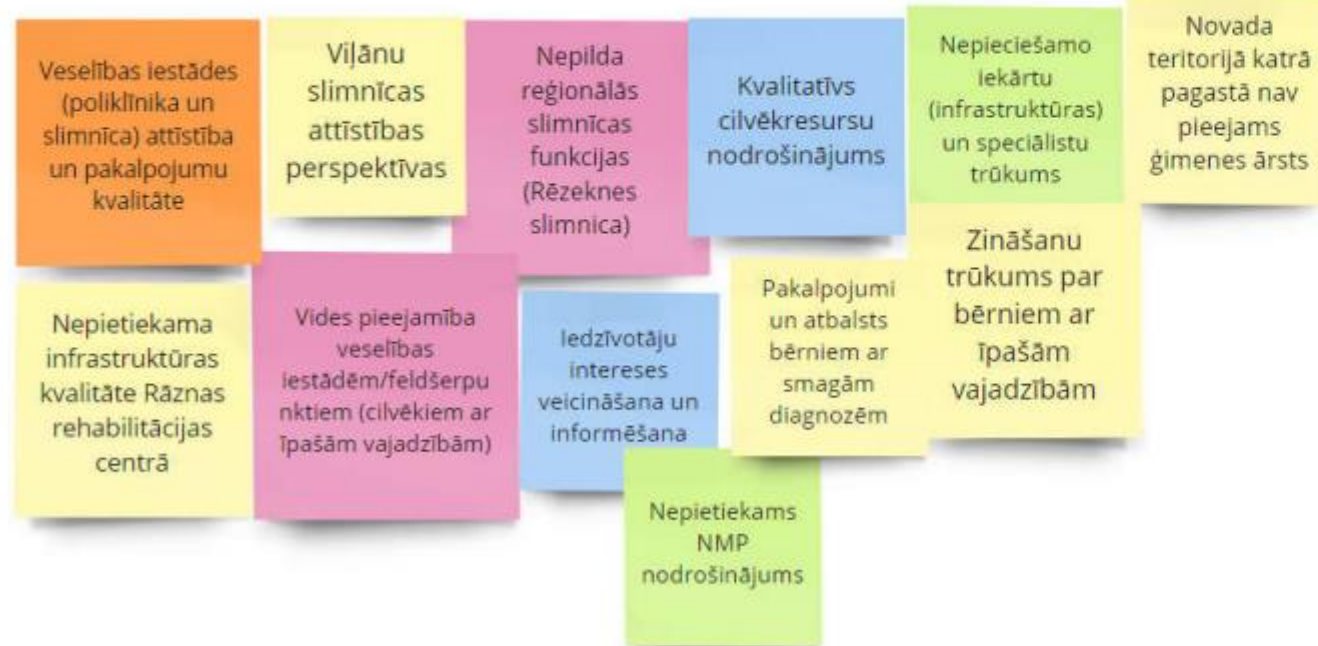 Veselības iestādes
(poliklīnika un
slimnīca) attīstība
un pakalpojumu
kvalitāte
Viļānu
slimnīcas
attīstības
perspektīvas
Nepilda
reģionālās
slimnīcas
funkcijas
(Rēzeknes
slimnica)
Kvalitatīvs
cilvēkresursu
nodrošinājums
Nepieciešamo
iekārtu
(infrastruktūras)
un speciālistu
trūkums
Novada
teritorijā katrā
pagastā nav
pieejams
ģimenes ārsts
Nepietiekama
infrastruktūras
kvalitāte Rāznas
rehabilitācijas
centrā
Vides pieejamība
veselības
iestādēm/feldšerpu
nktiem (cilvēkiem ar
īpašām vajadzībām)
Iedzīvotāju
intereses
veicināšana un
informēšana
Pakalpojumi
un atbalsts
bērniem ar
smagām
diagnozēm
Zināšanu
trūkums par
bērniem ar
īpašām
vajadzībām
Nepietiekams
NMP
nodrošinājums